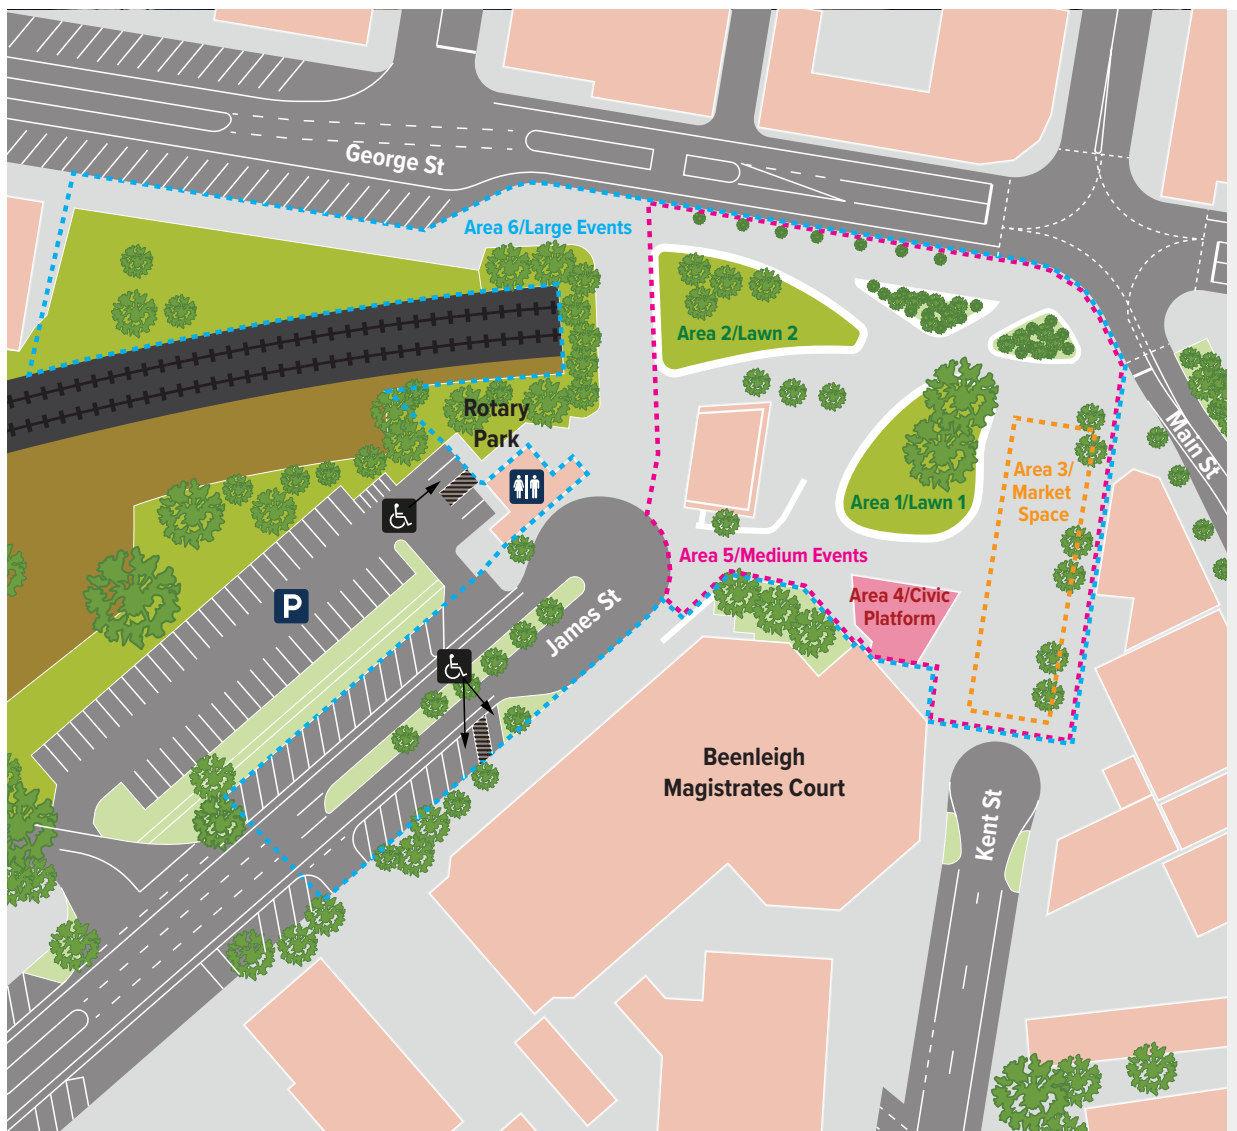 George St
Area 6/Large Events
Area 2/Lawn 2
Rotary
Park
Main St
Area 3/
Market
Space
Area 1/Lawn 1
Area 5/Medium Events
Area 4/Civic
Platform
P
James St
Beenleigh
Magistrates Court
Kent St